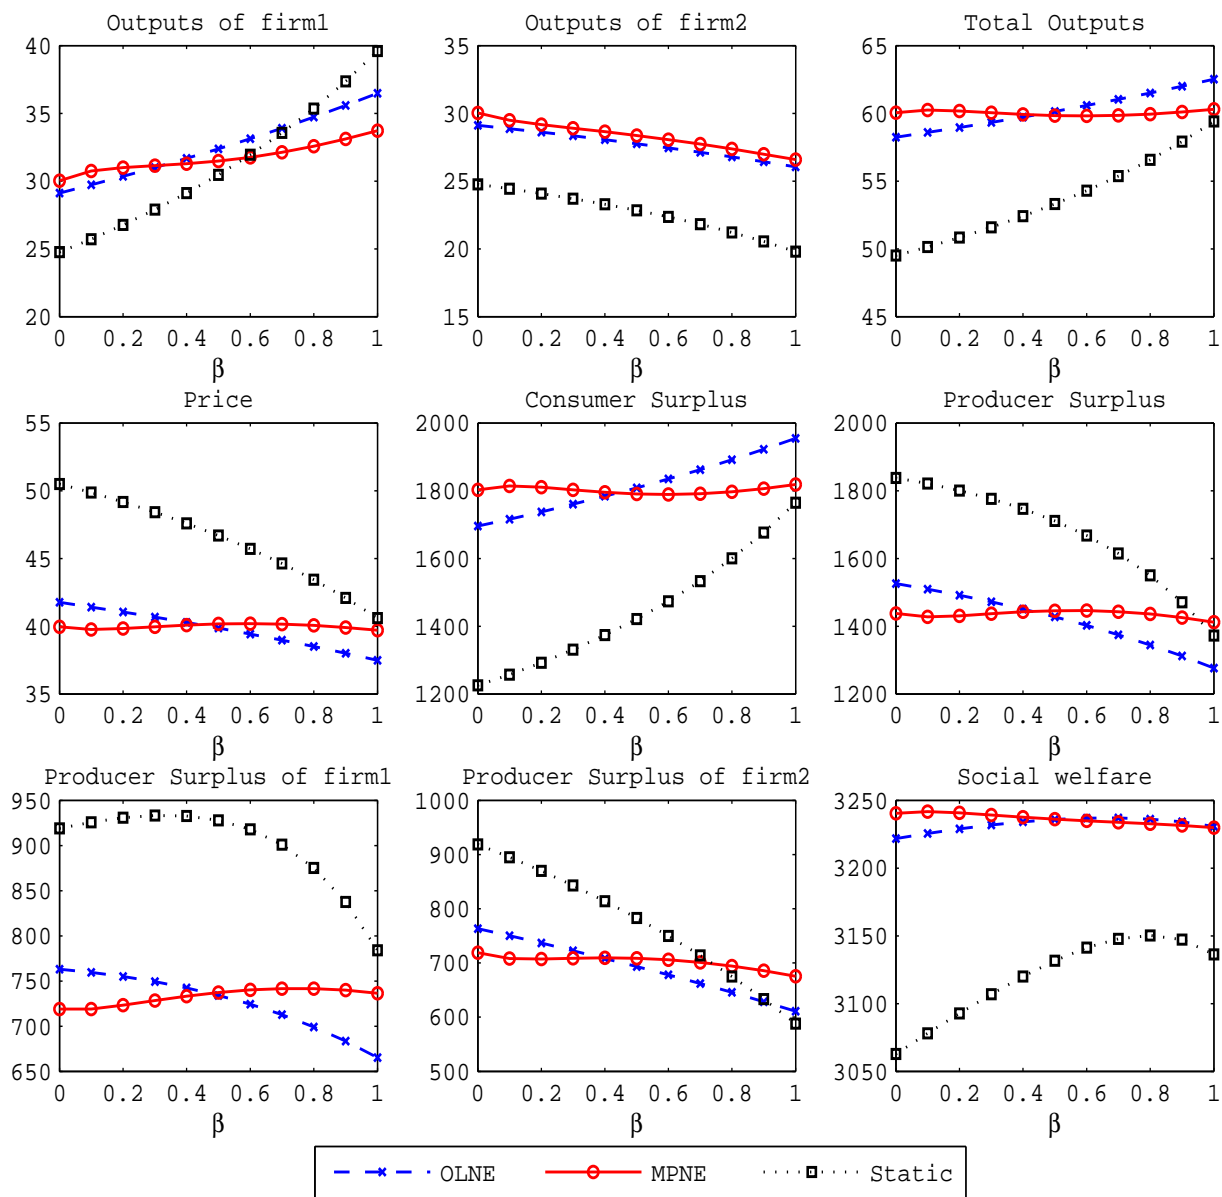 Outputs of firm1
40
35
30
25
20
0 0.2 0.4 0.6 0.8 1
β
Outputs of firm2
35
30
25
20
15
0 0.2 0.4 0.6 0.8 1
β
Total Outputs
65
60
55
50
45
0 0.2 0.4 0.6 0.8 1
β
Price
55
50
45
40
35
0 0.2 0.4 0.6 0.8 1
β
Consumer Surplus
2000
1800
1600
1400
1200
0 0.2 0.4 0.6 0.8 1
β
Producer Surplus
2000
1800
1600
1400
1200
0 0.2 0.4 0.6 0.8 1
β
Producer Surplus of firm1
950
900
850
800
750
700
650
0 0.2 0.4 0.6 0.8 1
β
Producer Surplus of firm2
1000
900
800
700
600
500
0 0.2 0.4 0.6 0.8 1
β
Social welfare
3250
3200
3150
3100
3050
0 0.2 0.4 0.6 0.8 1
β
OLNE MPNE Static